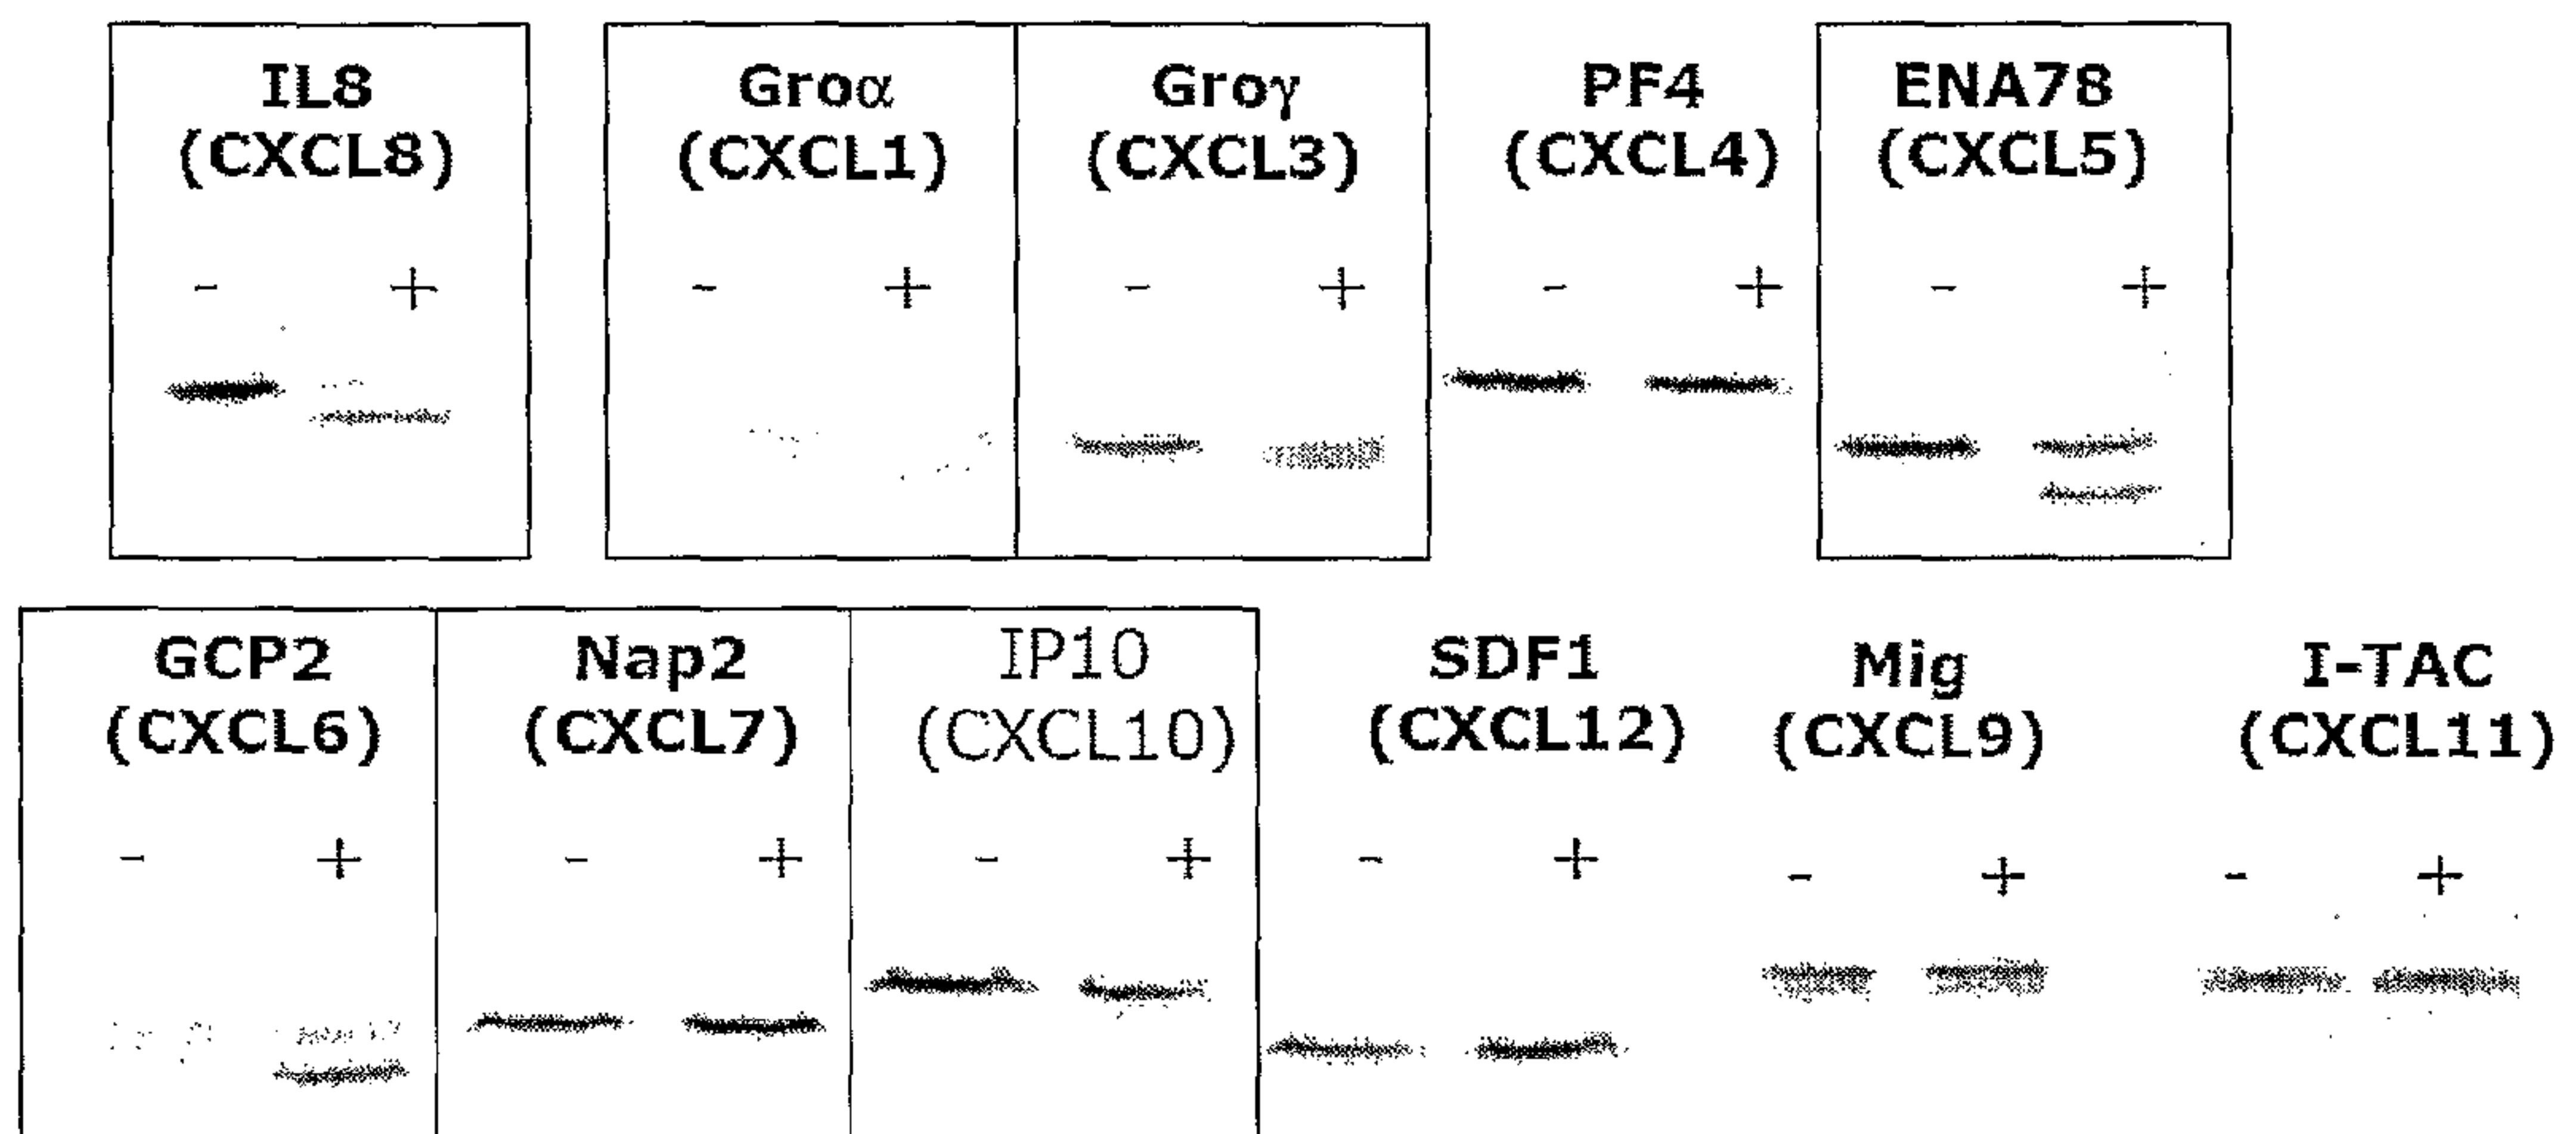 IL8
(CXCL8)
- +
Groα
(CXCL1)
- +
Groγ
(CXCL3)
- +
PF4
(CXCL4)
- +
ENA78
(CXCL5)
- +
GCP2
(CXCL6)
- +
Nap2
(CXCL7)
- +
IP10
(CXCL10)
- +
SDF1
(CXCL12)
- +
Mig
(CXCL9)
- +
I-TAC
(CXCL11)
- +